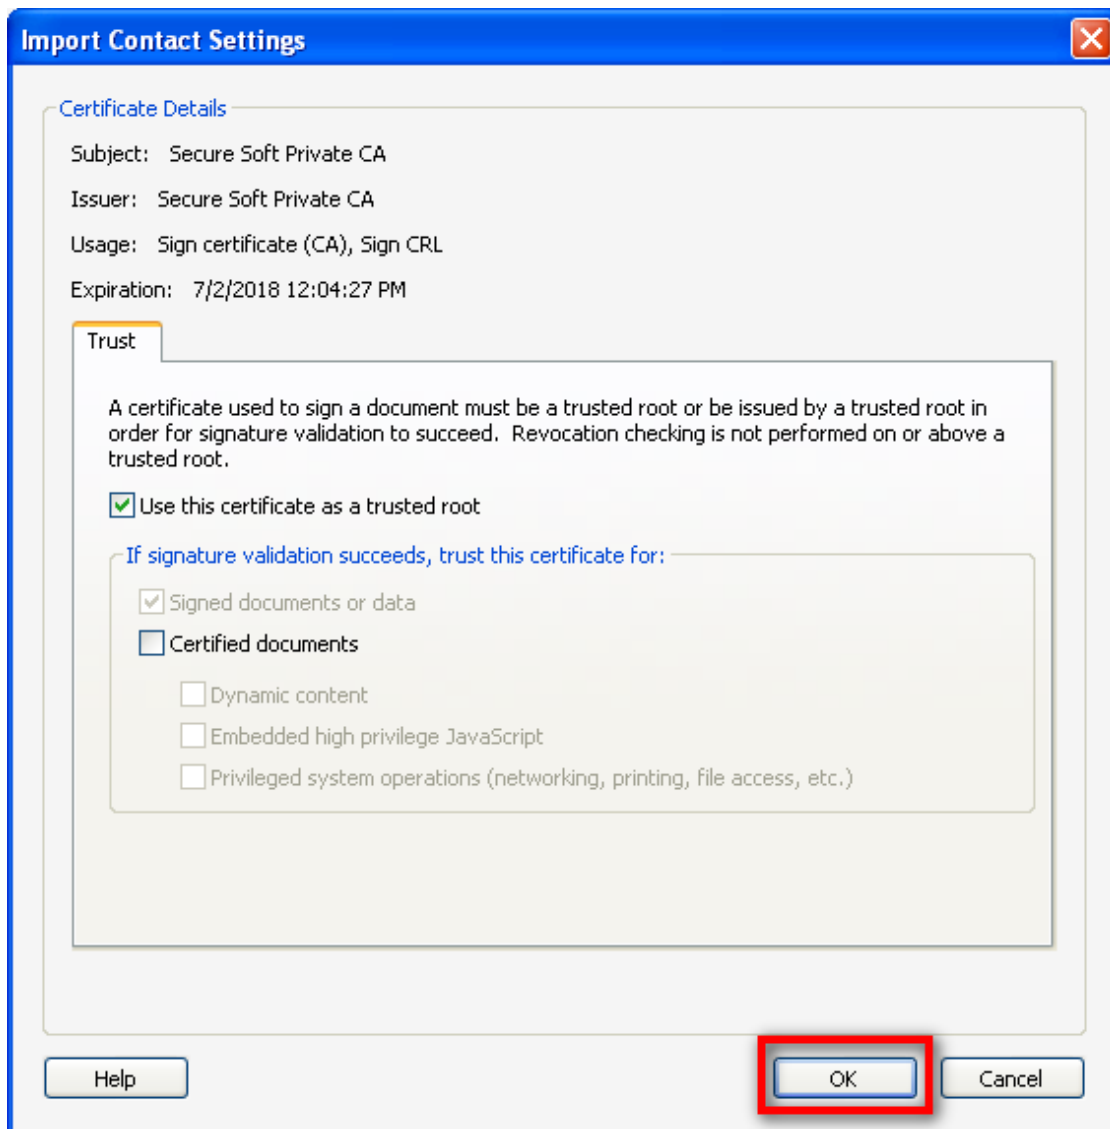 Import Contact Settings
Certificate Details
Subject: Secure Soft Private CA
Issuer: Secure Soft Private CA
Usage: Sign certificate (CA), Sign CRL
Expiration: 7/2/2018 12:04:27 PM
Trust
A certificate used to sign a document must be a trusted root or be issued by a trusted root in
order for signature validation to succeed. Revocation checking is not performed on or above a
trusted root.
Use this certificate as a trusted root
If signature validation succeeds, trust this certificate for:
Signed documents or data
Certified documents
Dynamic content
Embedded high privilege JavaScript
Privileged system operations (networking, printing, file access, etc.)
Help OK Cancel